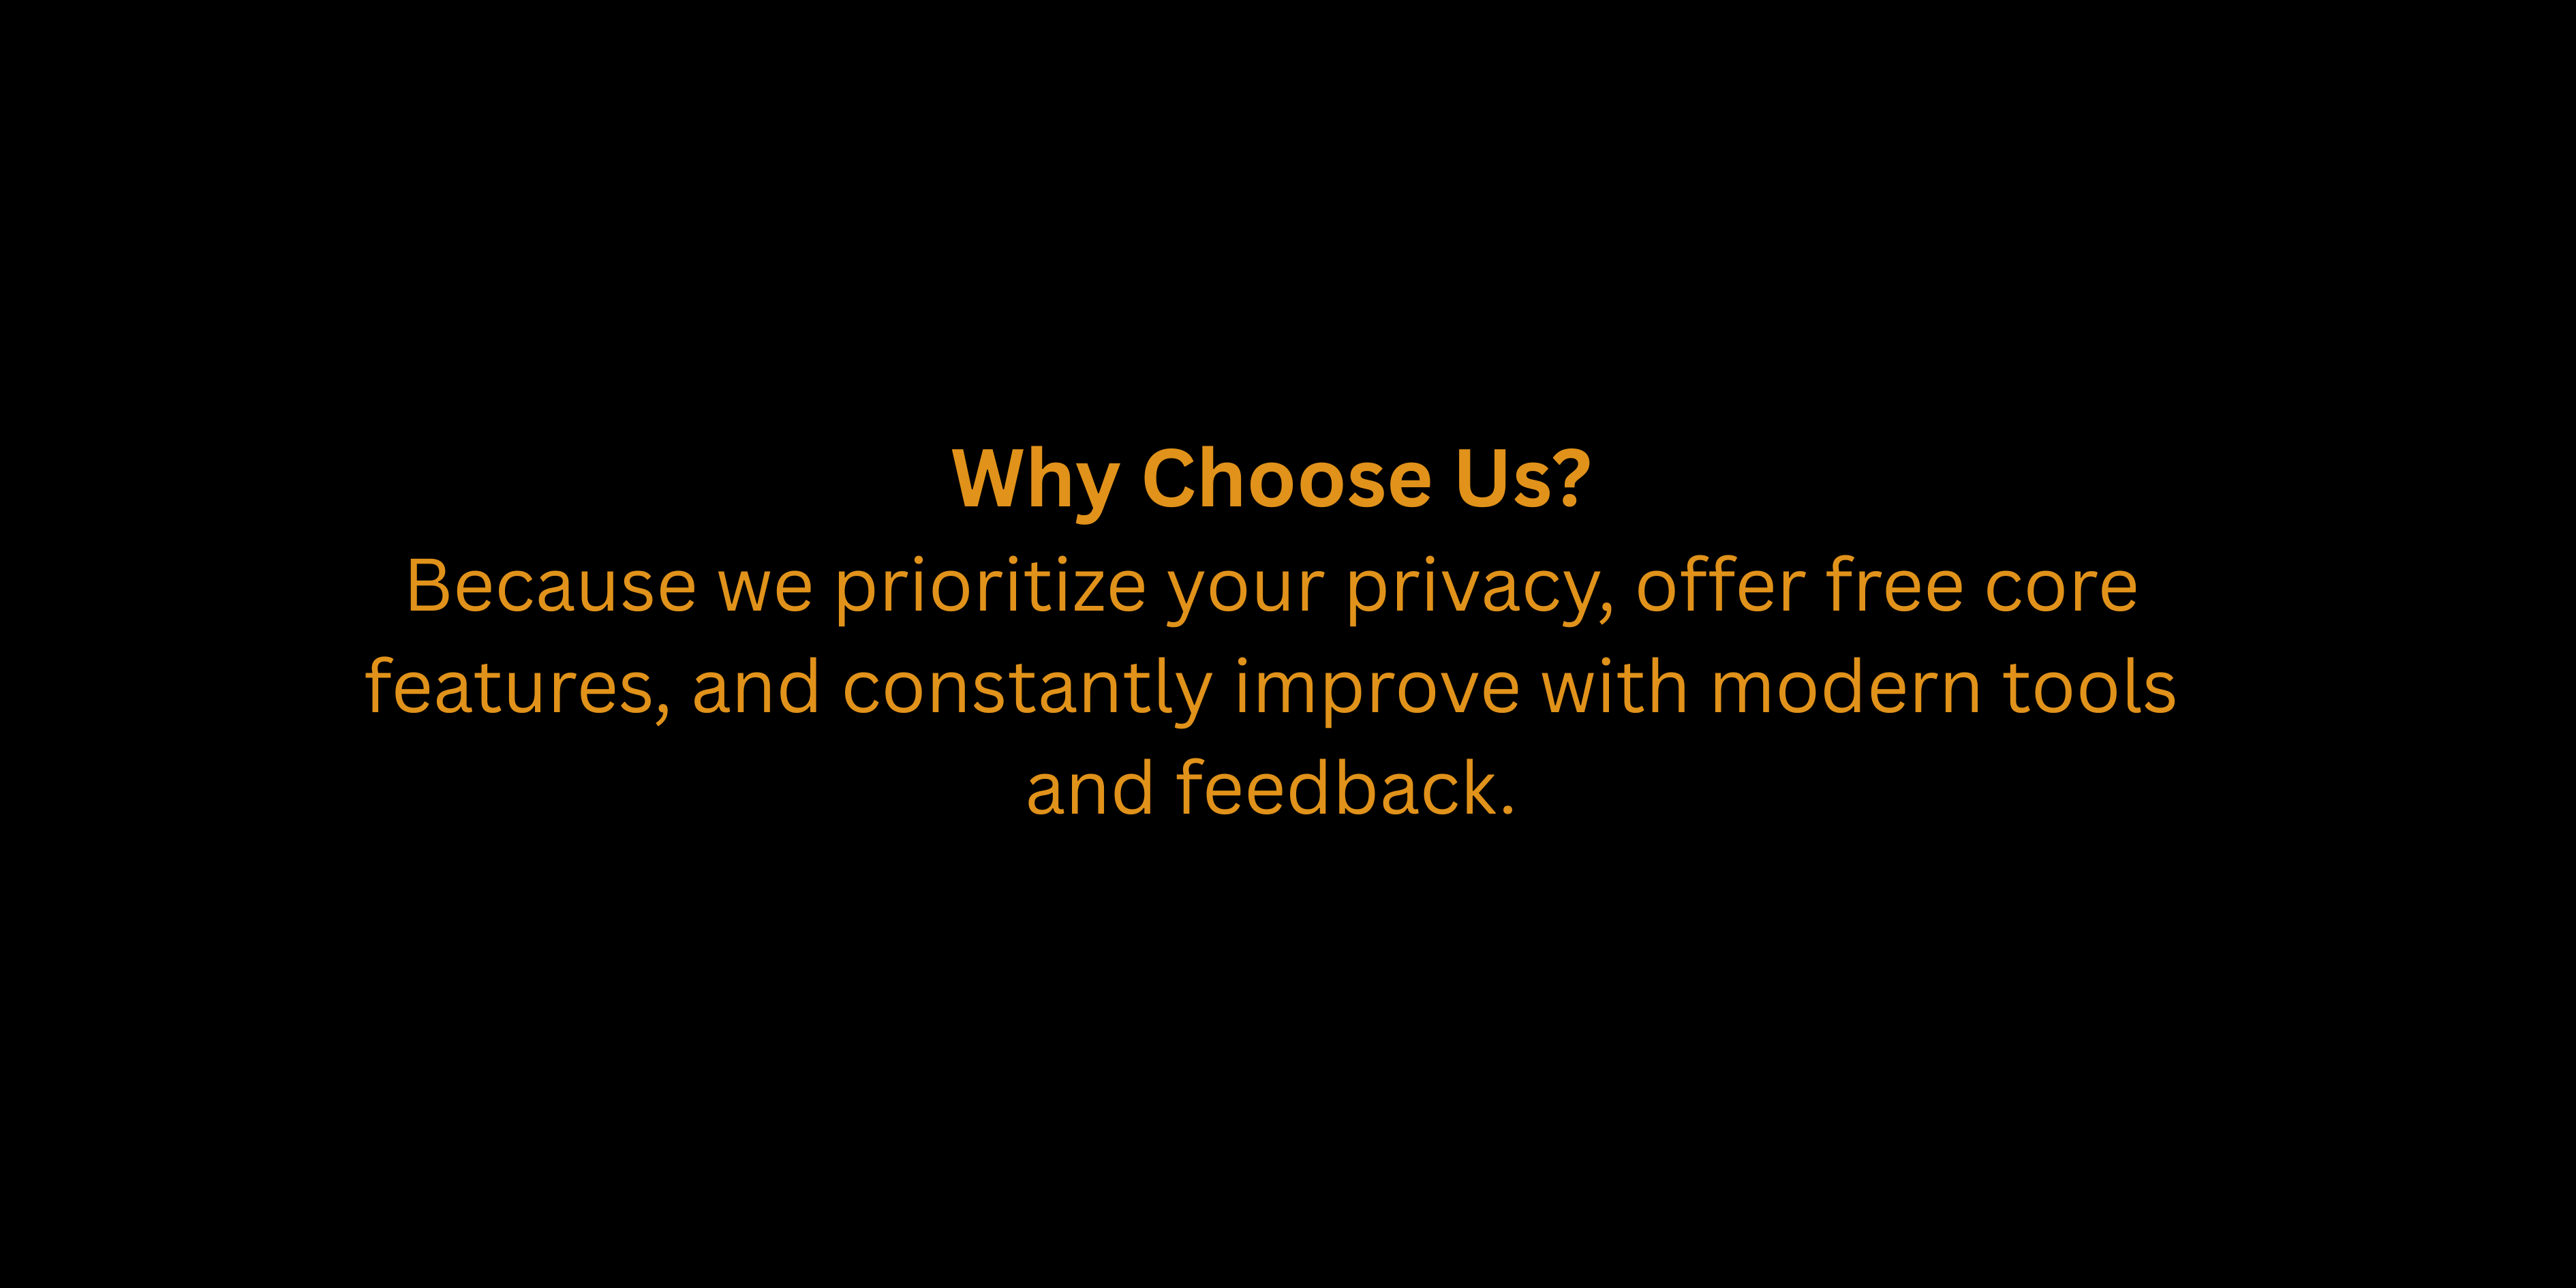 Why Choose Us?
Because we prioritize your privacy, offer free core
features, and constantly improve with modern tools
and feedback.